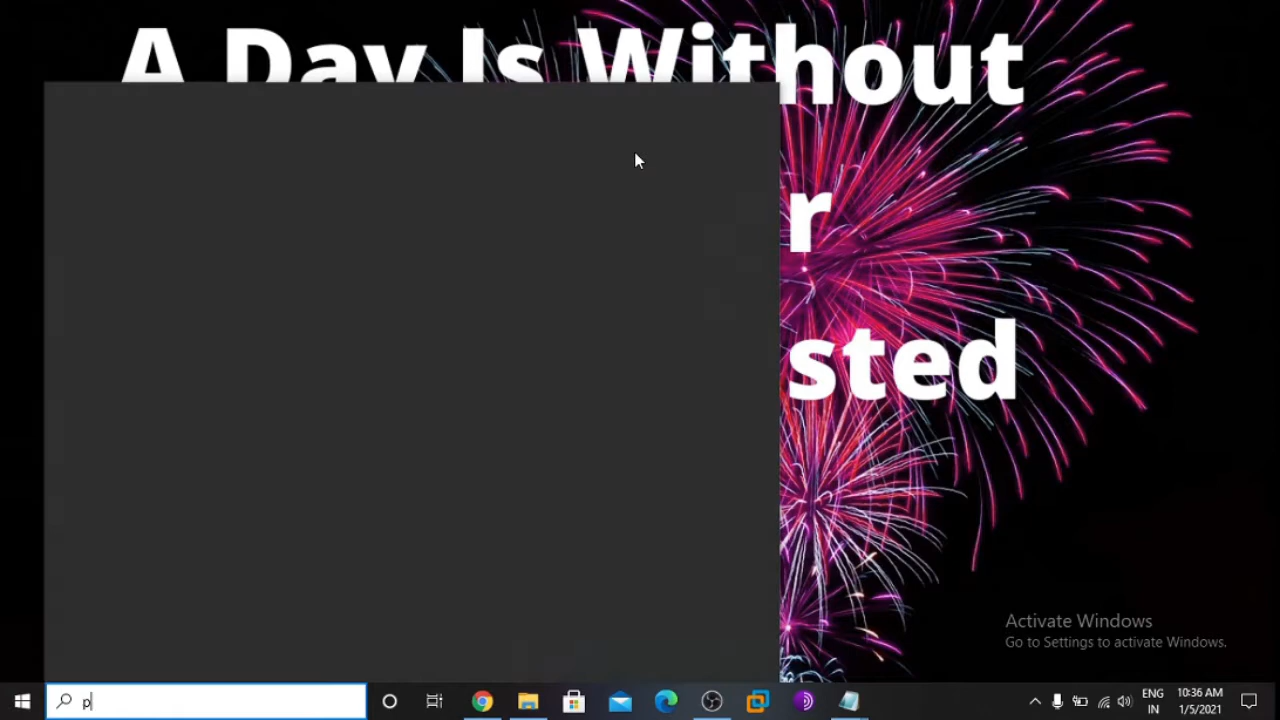 A Day Is Without
r
sted
Activate Windows
Go to Settings to activate Windows.
p
ENG
IN
10:36 AM
1/5/2021